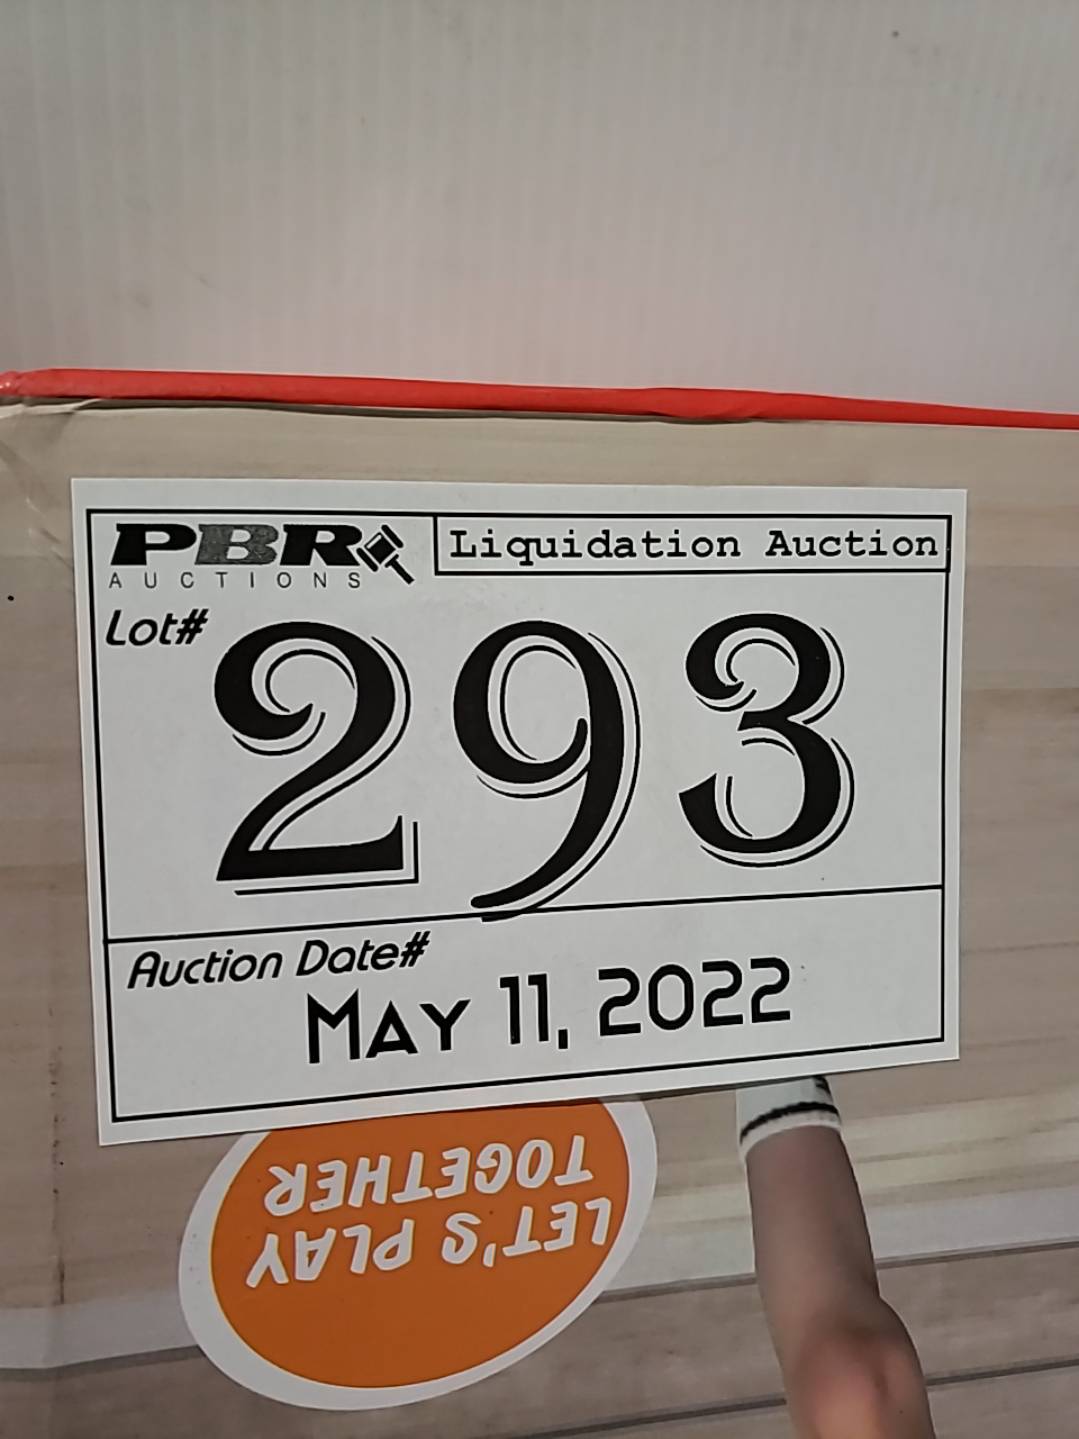 PBR
AUCTIONS
Liquidation Auction
Lot#
293
Auction Date#
MAY 11, 2022
LET'S PLAY
TOGETHER